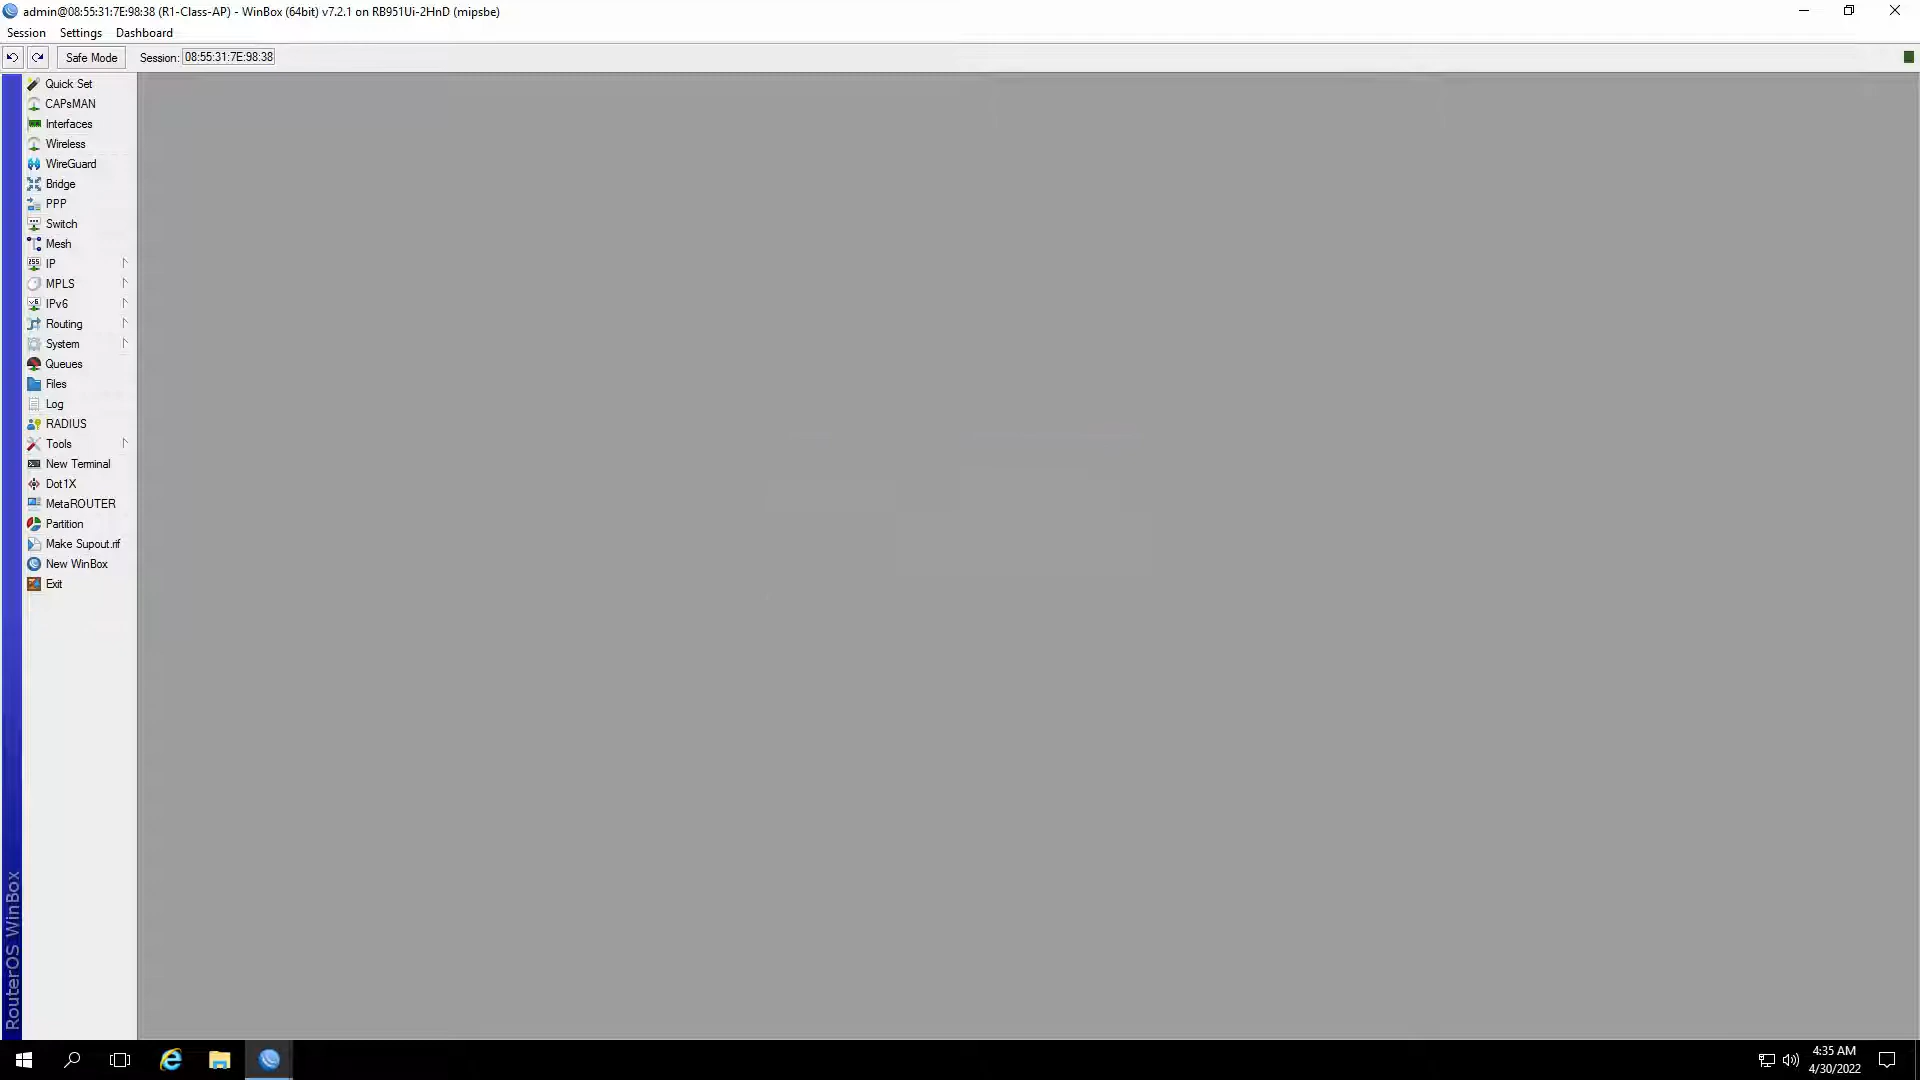 admin@08:55:31:7E:98:38 (R1-Class-AP) - WinBox (64bit) v7.2.1 on RB951Ui-2HnD (mipsbe)
Session Settings Dashboard
Safe Mode Session: 08:55:31:7E:98:38
Quick Set
CAPsMAN
Interfaces
Wireless
WireGuard
Bridge
PPP
Switch
Mesh
IP
MPLS
IPv6
Routing
System
Queues
Files
Log
RADIUS
Tools
New Terminal
Dot1X
MetaROUTER
Partition
Make Supout.rif
New WinBox
Exit
RouterOS WinBox
4:35 AM
4/30/2022